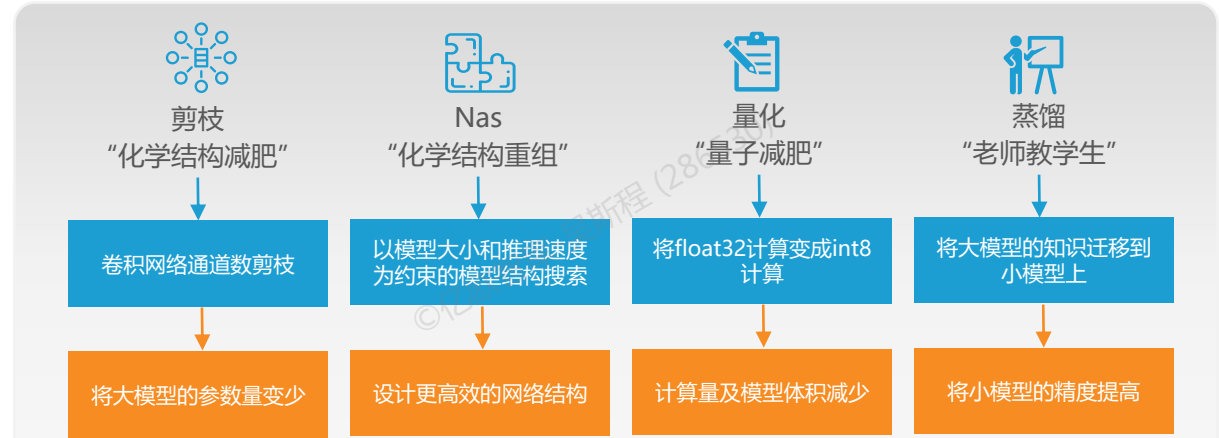 剪枝
“化学结构减肥”
卷积网络通道数剪枝
将大模型的参数量变少
Nas
“化学结构重组”
以模型大小和推理速度
为约束的模型结构搜索
设计更高效的网络结构
量化
“量子减肥”
将float32计算变成int8
计算
计算量及模型体积减少
蒸馏
“老师教学生”
将大模型的知识迁移到
小模型上
将小模型的精度提高